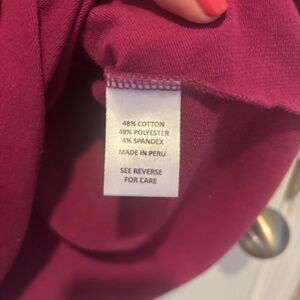 48% COTTON
48% POLYESTER
4% SPANDEX
MADE IN PERU
SEE REVERSE
FOR CARE